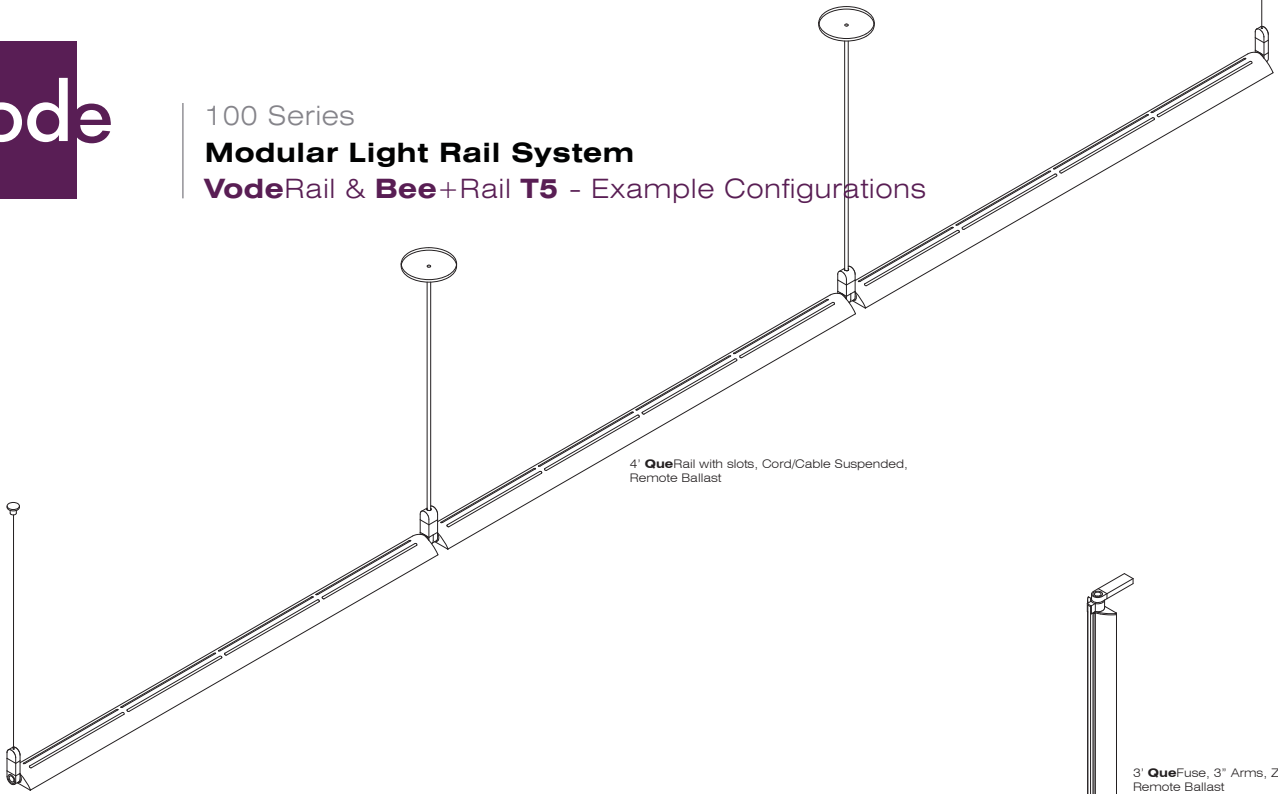 ode
100 Series
Modular Light Rail System
VodeRail & Bee+Rail T5 - Example Configurations
4' QueRail with slots, Cord/Cable Suspended,
Remote Ballast
3' QueFuse, 3" Arms, Z
Remote Ballast